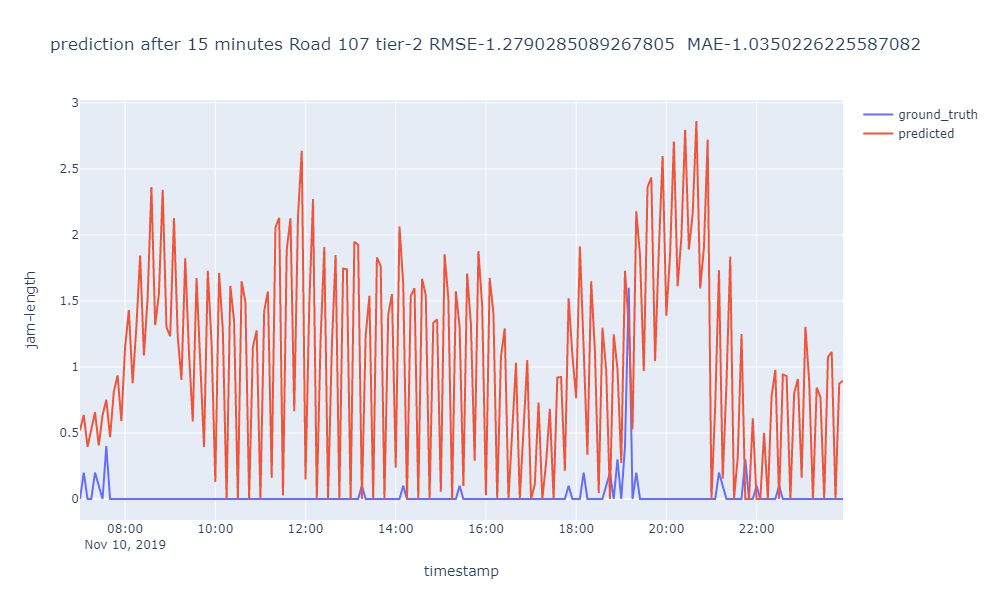 prediction after 15 minutes Road 107 tier-2 RMSE-1.2790285089267805  MAE-1.0350226225587082
ground_truth
predicted
3
2.5
2
1.5
1
0.5
0
jam-length
08:00 10:00 12:00 14:00 16:00 18:00 20:00 22:00
Nov 10, 2019
timestamp